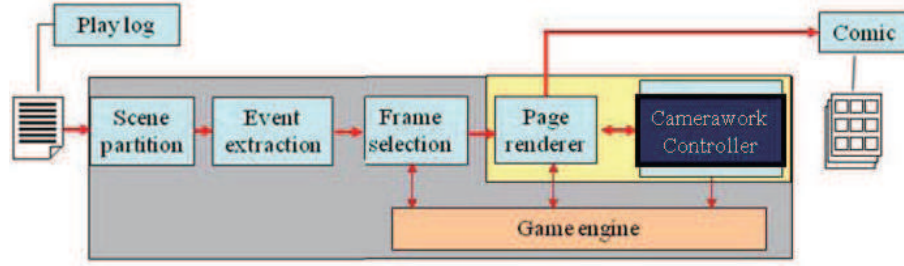 Play log
Comic
Scene
partition
Event
extraction
Frame
selection
Page
renderer
Camerawork
Controller
Game engine